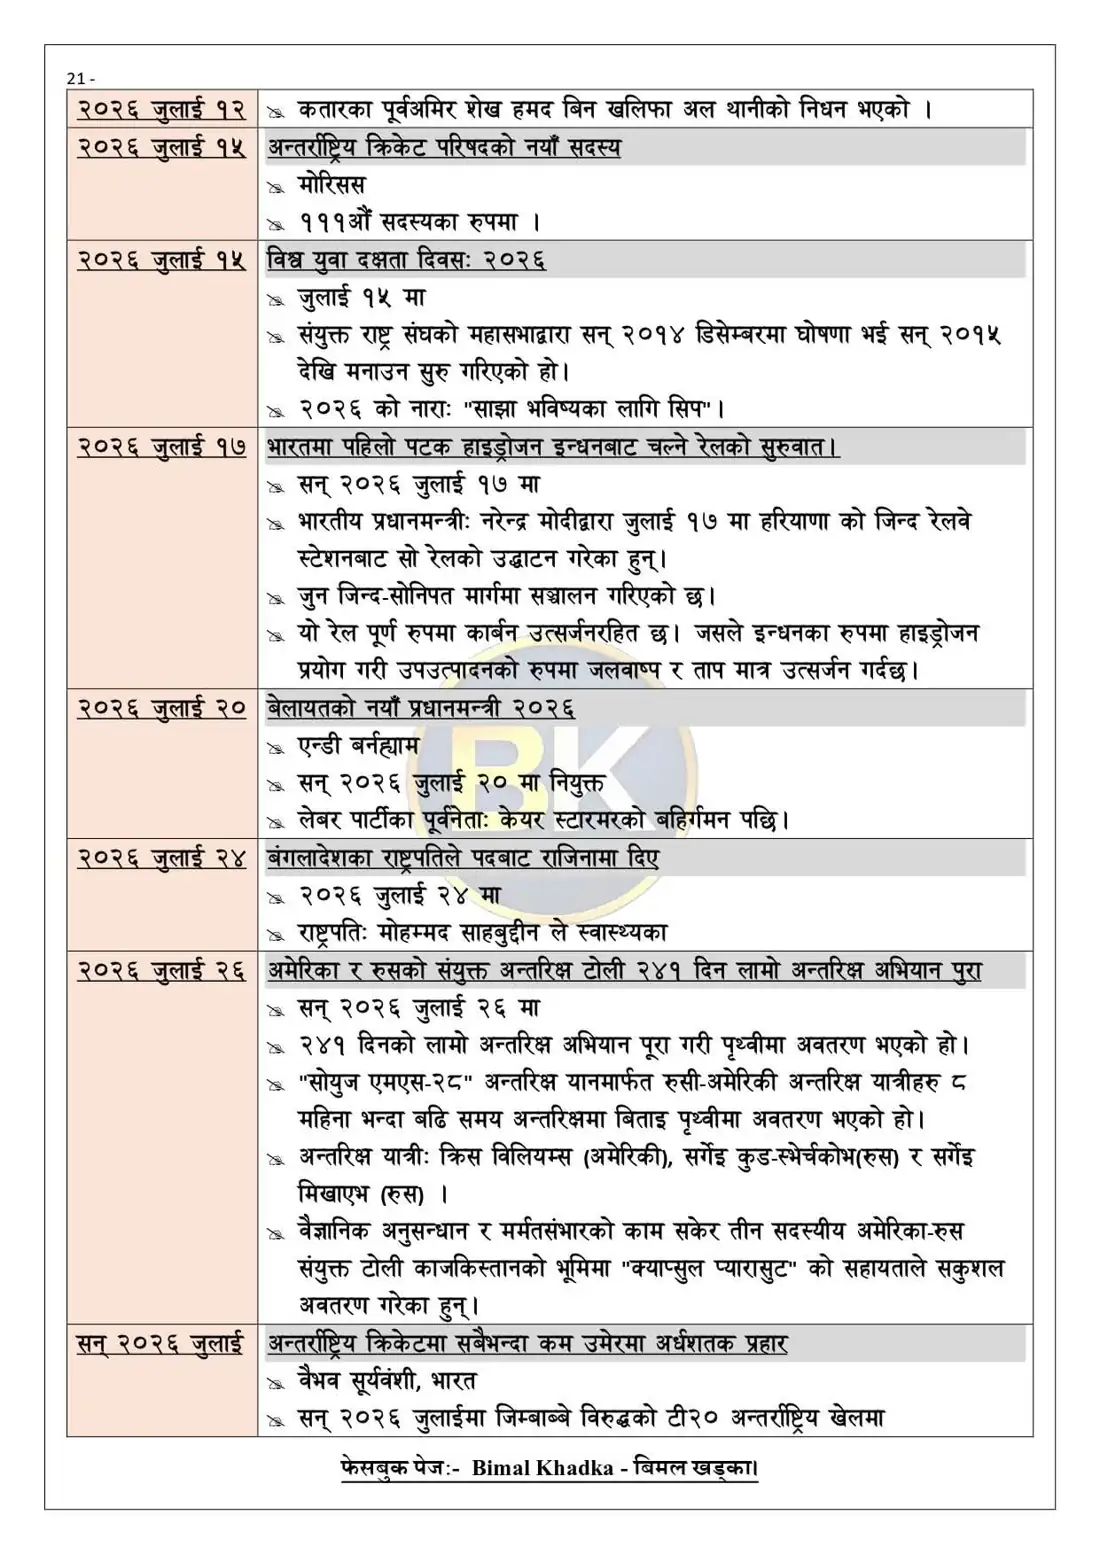 21 -
२०२६ जुलाई १२
कतारका पूर्वअमिर शेख हमद बिन खलिफा अल थानीको निधन भएको ।
२०२६ जुलाई १५
अन्तर्राष्ट्रिय क्रिकेट परिषदको नयाँ सदस्य
मोरिसस
१११औं सदस्यका रुपमा ।
२०२६ जुलाई १५
विश्व युवा दक्षता दिवसः २०२६
जुलाई १५ मा
संयुक्त राष्ट्र संघको महासभाद्वारा सन् २०१४ डिसेम्बरमा घोषणा भई सन् २०१५
देखि मनाउन सुरु गरिएको हो।
२०२६ को नाराः "साझा भविष्यका लागि सिप"।
२०२६ जुलाई १७
भारतमा पहिलो पटक हाइड्रोजन इन्धनबाट चल्ने रेलको सुरुवात।
सन् २०२६ जुलाई १७ मा
भारतीय प्रधानमन्त्रीः नरेन्द्र मोदीद्वारा जुलाई १७ मा हरियाणा को जिन्द रेलवे
स्टेशनबाट सो रेलको उद्घाटन गरेका हुन्।
जुन जिन्द-सोनिपत मार्गमा सञ्चालन गरिएको छ।
यो रेल पूर्ण रुपमा कार्बन उत्सर्जनरहित छ। जसले इन्धनका रुपमा हाइड्रोजन
प्रयोग गरी उपउत्पादनको रुपमा जलवाष्प र ताप मात्र उत्सर्जन गर्दछ।
२०२६ जुलाई २०
बेलायतको नयाँ प्रधानमन्त्री २०२६
एन्डी बर्नह्याम
सन् २०२६ जुलाई २० मा नियुक्त
लेबर पार्टीका पूर्वनेताः केयर स्टारमरको बहिर्गमन पछि।
BK
२०२६ जुलाई २४
बंगलादेशका राष्ट्रपतिले पदबाट राजिनामा दिए
२०२६ जुलाई २४ मा
राष्ट्रपतिः मोहम्मद साहबुद्दीन ले स्वास्थ्यका
२०२६ जुलाई २६
अमेरिका र रुसको संयुक्त अन्तरिक्ष टोली २४१ दिन लामो अन्तरिक्ष अभियान पुरा
सन् २०२६ जुलाई २६ मा
२४१ दिनको लामो अन्तरिक्ष अभियान पूरा गरी पृथ्वीमा अवतरण भएको हो।
"सोयुज एमएस-२८" अन्तरिक्ष यानमार्फत रुसी-अमेरिकी अन्तरिक्ष यात्रीहरु ८
महिना भन्दा बढि समय अन्तरिक्षमा बिताइ पृथ्वीमा अवतरण भएको हो।
अन्तरिक्ष यात्रीः क्रिस विलियम्स (अमेरिकी), सर्गेइ कुड-स्भेर्चकोभ(रुस) र सर्गेइ
मिखाएभ (रुस) ।
वैज्ञानिक अनुसन्धान र मर्मतसंभारको काम सकेर तीन सदस्यीय अमेरिका-रुस
संयुक्त टोली काजकिस्तानको भूमिमा "क्याप्सुल प्यारासुट" को सहायताले सकुशल
अवतरण गरेका हुन्।
सन् २०२६ जुलाई
अन्तर्राष्ट्रिय क्रिकेटमा सबैभन्दा कम उमेरमा अर्धशतक प्रहार
वैभव सूर्यवंशी, भारत
सन् २०२६ जुलाईमा जिम्बाब्बे विरुद्धको टी२० अन्तर्राष्ट्रिय खेलमा
फेसबुक पेजः- Bimal Khadka - बिमल खड्का।